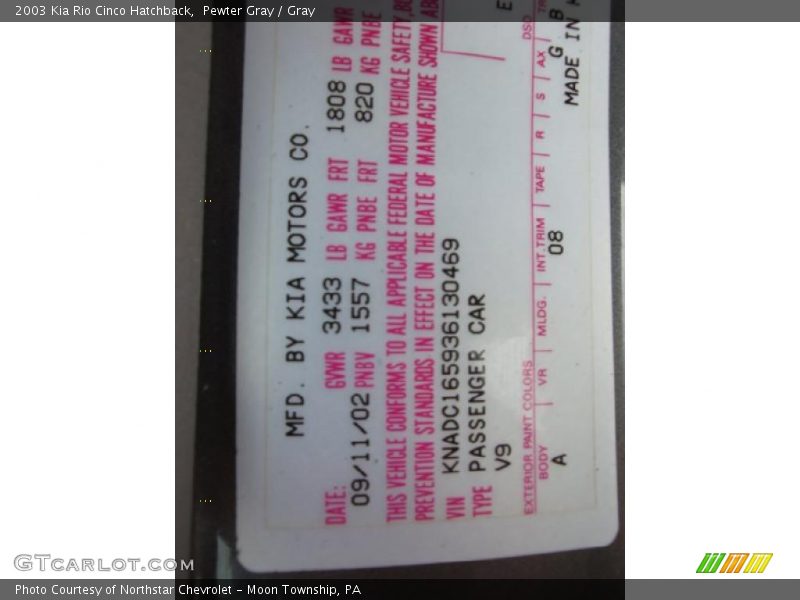 2003 Kia Rio Cinco Hatchback, Pewter Gray / Gray
MFD. BY KIA MOTORS CO.
GVWR 3433 LB GAWR FRT 1808 LB GAWR
DATE: 09/11/02 PNBV 1557 KG PNBE FRT 820 KG PNBE
THIS VEHICLE CONFORMS TO ALL APPLICABLE FEDERAL MOTOR VEHICLE SAFETY,
PREVENTION STANDARDS IN EFFECT ON THE DATE OF MANUFACTURE SHOWN
VIN KNADC165936130469
TYPE PASSENGER CAR
V9 E
EXTERIOR PAINT COLORS DSO
BODY VR MLDG. INT.TRIM TAPE R S AX TR
A 08 G B
MADE IN
GTcarlot.com
Photo Courtesy of Northstar Chevrolet - Moon Township, PA